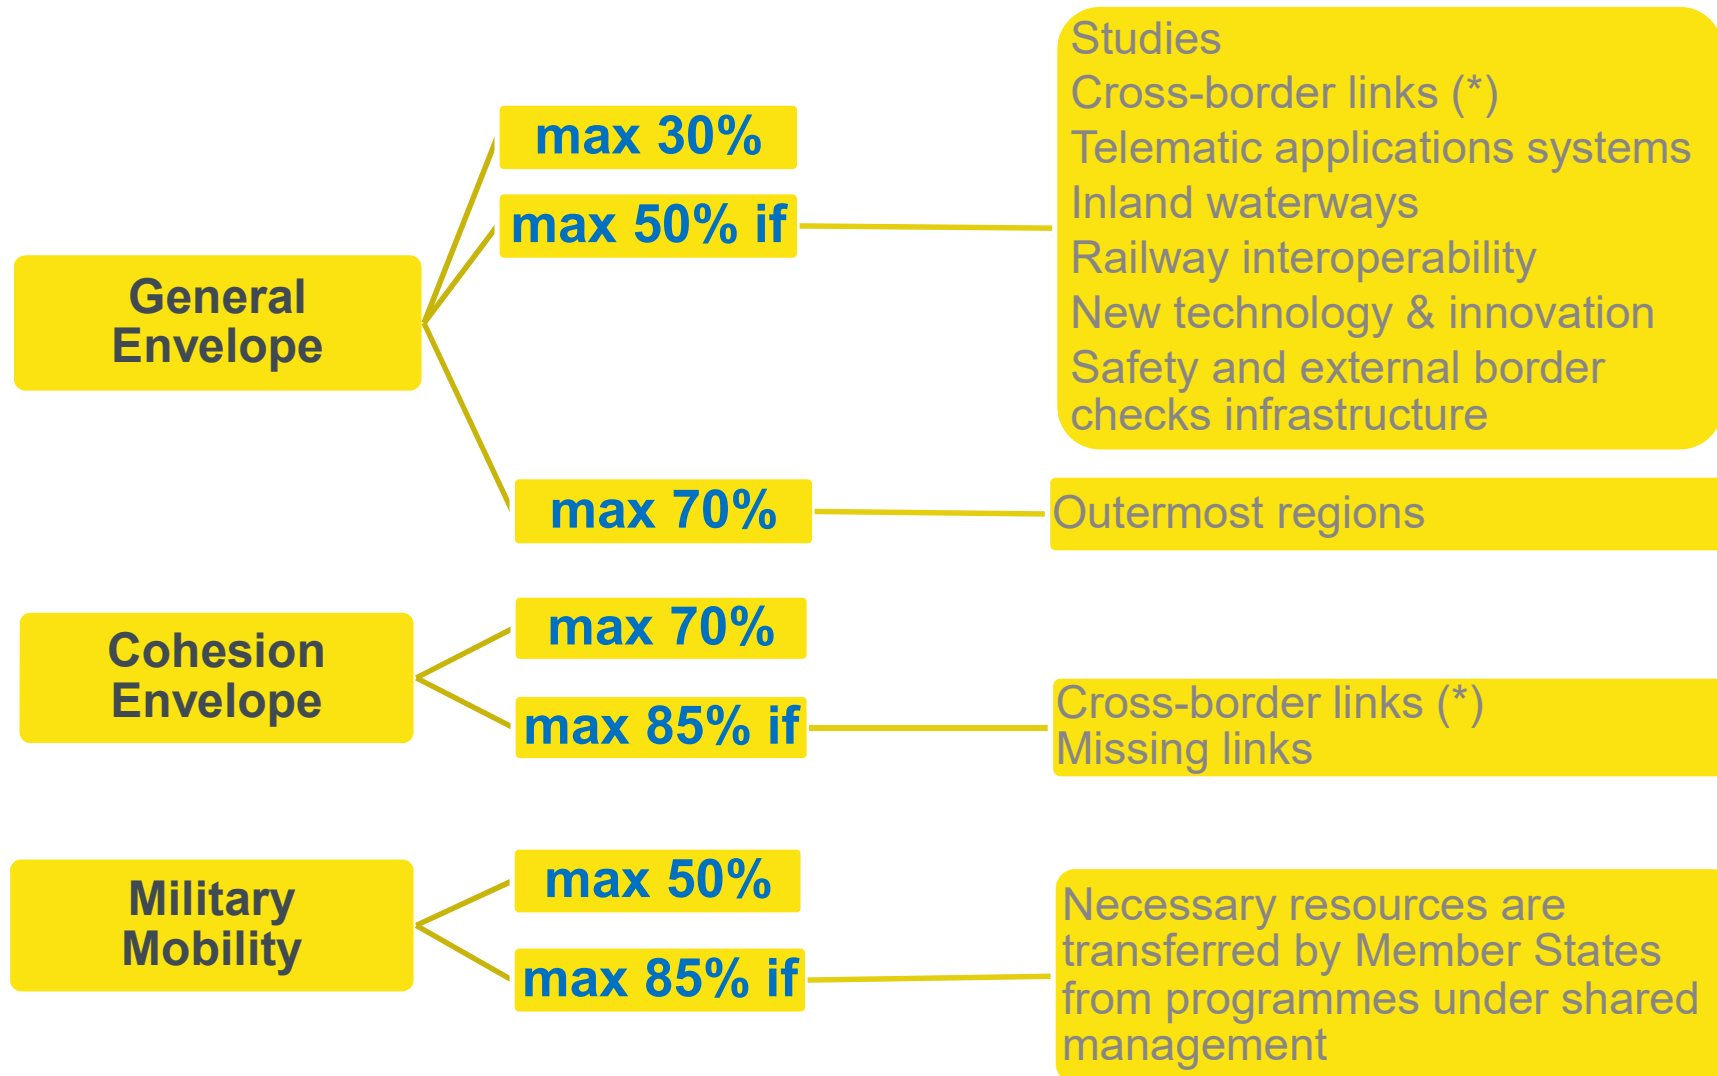 General
Envelope
max 30%
max 50% if
Studies
Cross-border links (*)
Telematic applications systems
Inland waterways
Railway interoperability
New technology & innovation
Safety and external border
checks infrastructure
max 70%
Outermost regions
Cohesion
Envelope
max 70%
max 85% if
Cross-border links (*)
Missing links
Military
Mobility
max 50%
max 85% if
Necessary resources are
transferred by Member States
from programmes under shared
management